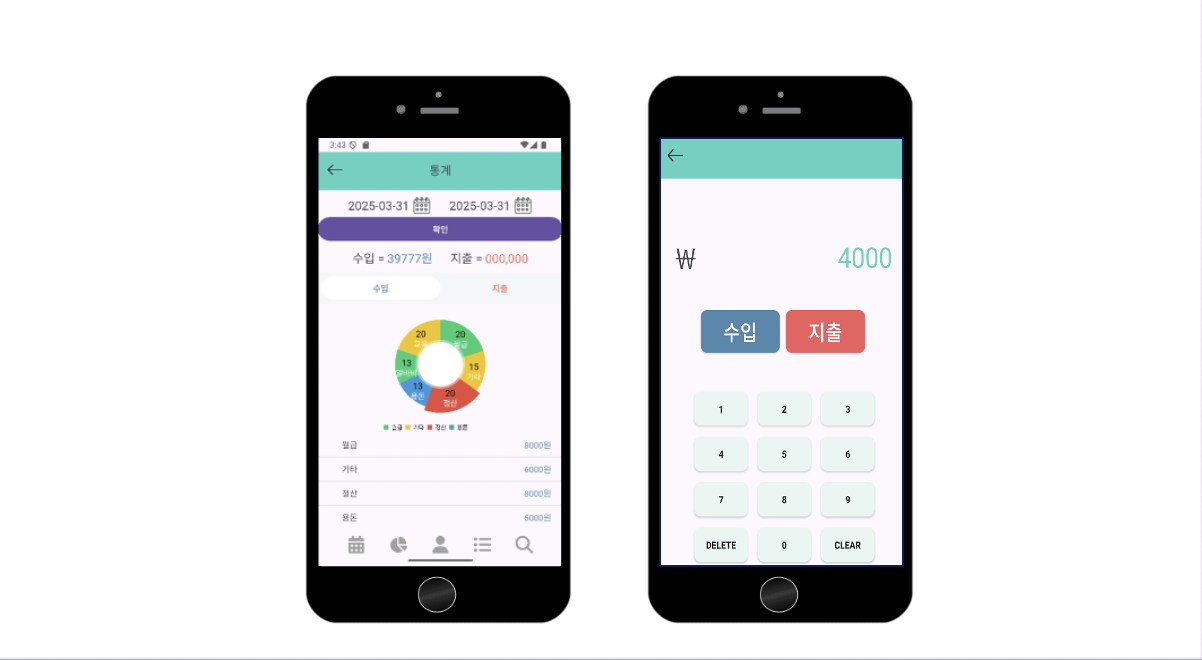 3:43
통계
2025-03-31 2025-03-31
확인
수입 = 39777원 지출 = 000,000
수입 지출
20 20
교육 월급
13 15
알바비 기타
13 20
용돈 정산
월급 기타 정산 용돈
월급 8000원
기타 6000원
정산 8000원
용돈 5000원
←
₩ 4000
수입 지출
1 2 3
4 5 6
7 8 9
DELETE 0 CLEAR